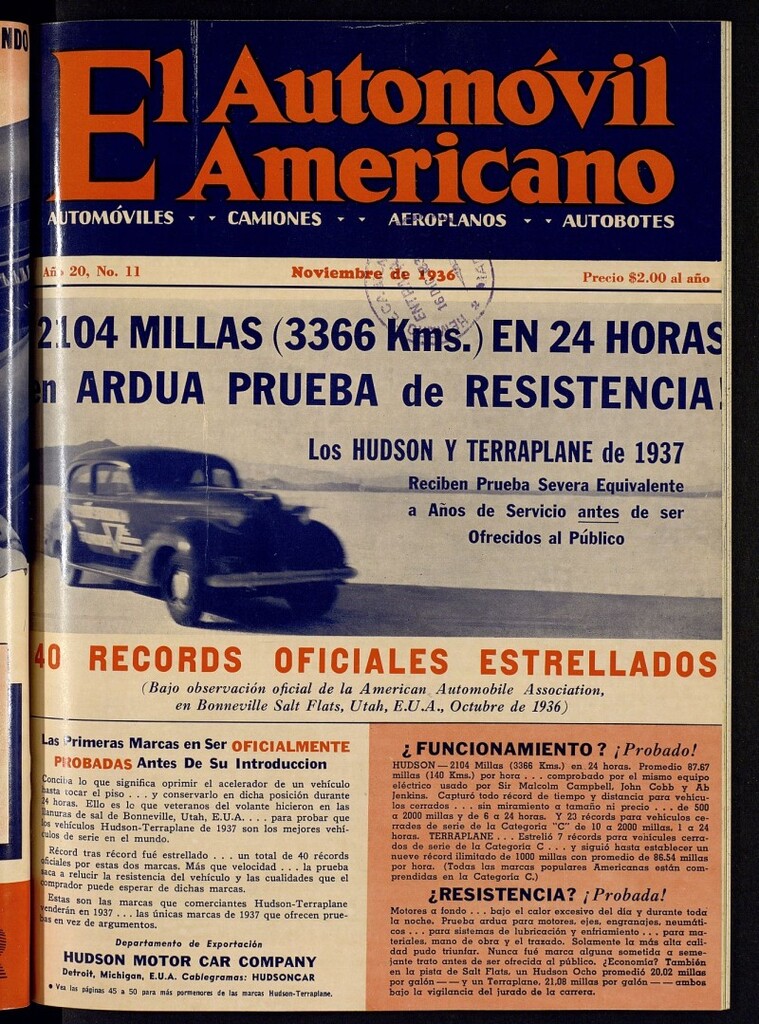 NDO
El Automóvil
Americano
AUTOMÓVILES - - CAMIONES - - AEROPLANOS - - AUTOBOTES
Año 20, No. 11
Noviembre de 1936
Precio $2.00 al año
2104 MILLAS (3366 Kms.) EN 24 HORAS
en ARDUA PRUEBA de RESISTENCIA!
Los HUDSON Y TERRAPLANE de 1937
Reciben Prueba Severa Equivalente
a Años de Servicio antes de ser
Ofrecidos al Público
40 RECORDS OFICIALES ESTRELLADOS
(Bajo observación oficial de la American Automobile Association,
en Bonneville Salt Flats, Utah, E.U.A., Octubre de 1936)
Las Primeras Marcas en Ser OFICIALMENTE
PROBADAS Antes De Su Introduccion
Conciba lo que significa oprimir el acelerador de un vehículo
hasta tocar el piso . . . y conservarlo en dicha posición durante
24 horas. Ello es lo que veteranos del volante hicieron en las
llanuras de sal de Bonneville, Utah, E.U.A. . . . para probar que
los vehículos Hudson-Terraplane de 1937 son los mejores vehí-
culos de serie en el mundo.
Récord tras récord fué estrellado . . . un total de 40 récords
oficiales por estas dos marcas. Más que velocidad . . . la prueba
saca a relucir la resistencia del vehículo y las cualidades que el
comprador puede esperar de dichas marcas.
Estas son las marcas que comerciantes Hudson-Terraplane
venderán en 1937 . . . las únicas marcas de 1937 que ofrecen prue-
bas en vez de argumentos.
Departamento de Exportación
HUDSON MOTOR CAR COMPANY
Detroit, Michigan, E.U.A. Cablegramas: HUDSONCAR
● Vea las páginas 45 a 50 para más pormenores de las marcas Hudson-Terraplane.
¿FUNCIONAMIENTO? ¡Probado!
HUDSON—2104 Millas (3366 Kms.) en 24 horas. Promedio 87.67
millas (140 Kms.) por hora . . . comprobado por el mismo equipo
eléctrico usado por Sir Malcolm Campbell, John Cobb y Ab
Jenkins. Capturó todo récord de tiempo y distancia para vehícu-
los cerrados . . . sin miramiento a tamaño ni precio . . . de 500
a 2000 millas y de 6 a 24 horas. Y 23 récords para vehículos ce-
rrados de serie de la Categoría "C" de 10 a 2000 millas, 1 a 24
horas. TERRAPLANE . . . Estrelló 7 récords para vehículos cerra-
dos de serie de la Categoría C . . . y siguió hasta establecer un
nuevo récord ilimitado de 1000 millas con promedio de 86.54 millas
por hora. (Todas las marcas populares Americanas están com-
prendidas en la Categoría C.)
¿RESISTENCIA? ¡Probada!
Motores a fondo . . . bajo el calor excesivo del día y durante toda
la noche. Prueba ardua para motores, ejes, engranajes, neumáti-
cos . . . para sistemas de lubricación y enfriamiento . . . para ma-
teriales, mano de obra y el trazado. Solamente la más alta cali-
dad pudo triunfar. Nunca fué marca alguna sometida a seme-
jante trato antes de ser ofrecida al público. ¿Economía? También
en la pista de Salt Flats, un Hudson Ocho promedió 20.02 millas
por galón — — y un Terraplane, 21.08 millas por galón — — ambos
bajo la vigilancia del jurado de la carrera.